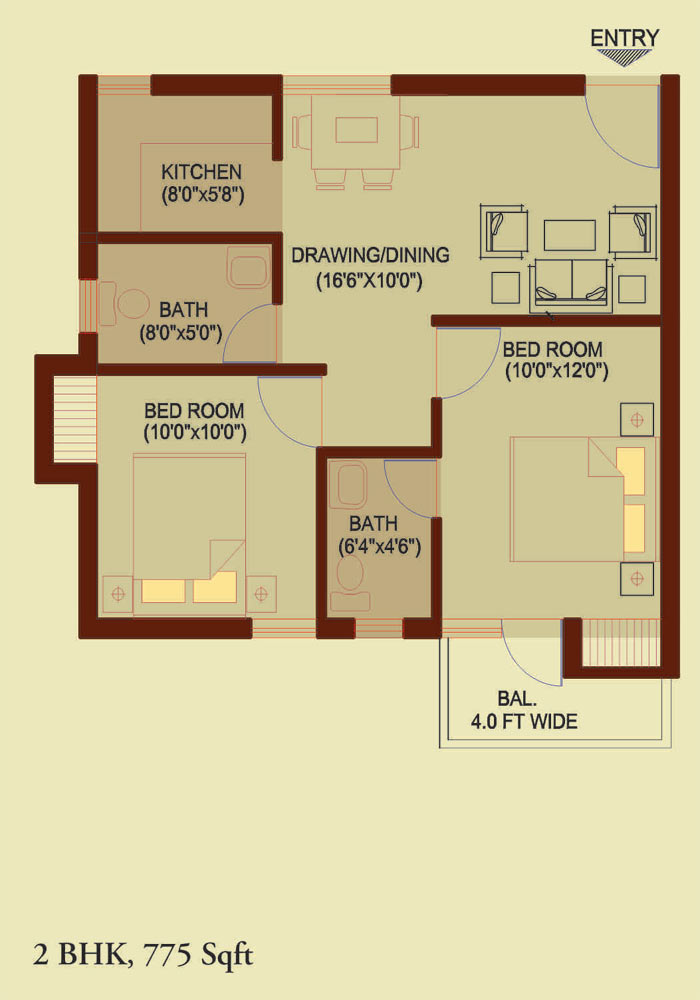 ENTRY
KITCHEN
(8'0"x5'8")
DRAWING/DINING
(16'6"X10'0")
BATH
(8'0"x5'0")
BED ROOM
(10'0"x12'0")
BED ROOM
(10'0"x10'0")
BATH
(6'4"x4'6")
BAL.
4.0 FT WIDE
2 BHK, 775 Sqft